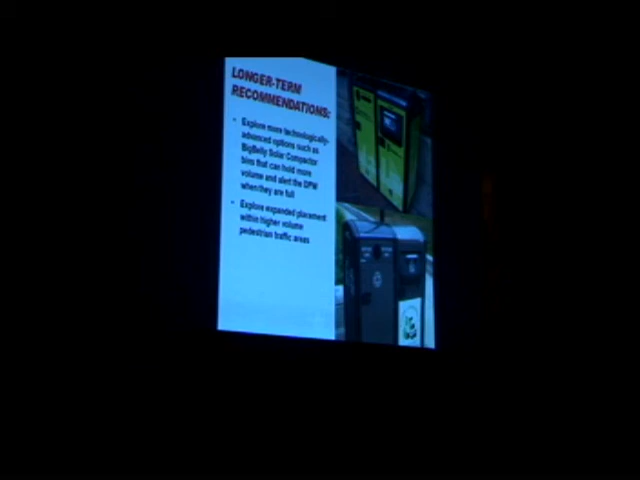 LONGER-TERM
RECOMMENDATIONS:
• Explore more technologically-
advanced options such as
BigBelly Solar Compactor
bins that can hold more
volume and alert the DPW
when they are full
• Explore expanded placement
within higher volume
pedestrian traffic areas